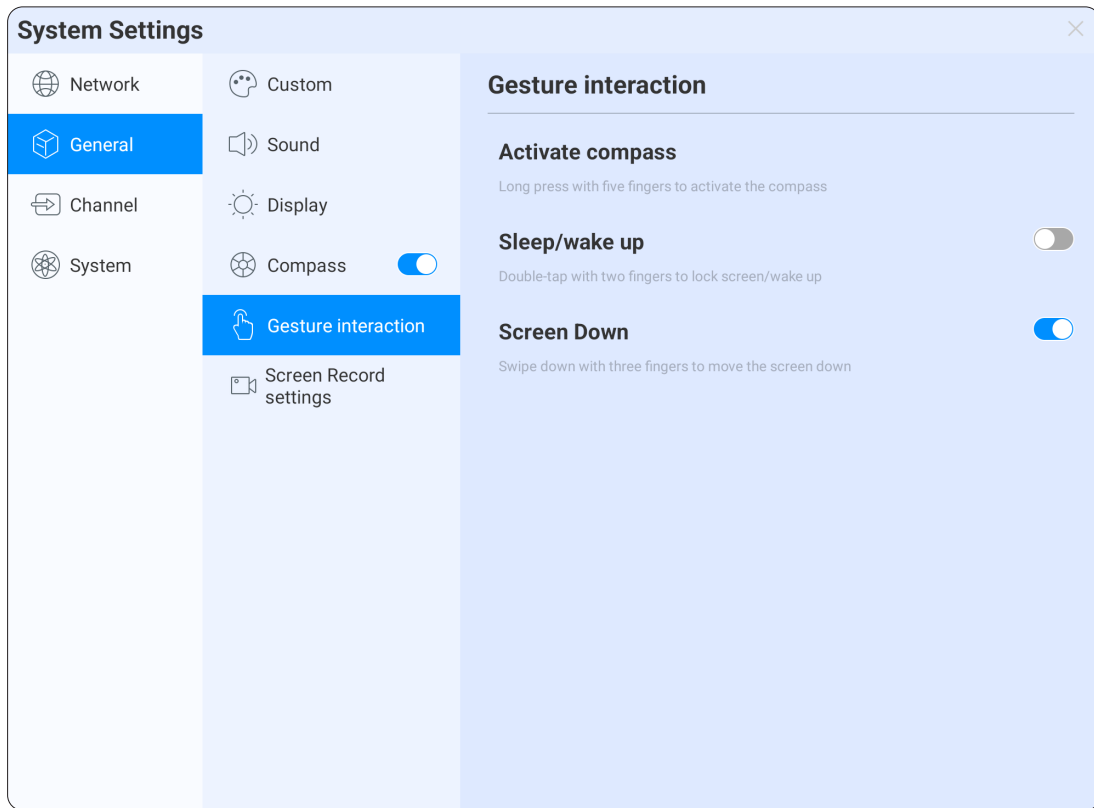 System Settings
Network
General
Channel
System
Custom
Sound
Display
Compass
Gesture interaction
Screen Record
settings
Gesture interaction
Activate compass
Long press with five fingers to activate the compass
Sleep/wake up
Double-tap with two fingers to lock screen/wake up
Screen Down
Swipe down with three fingers to move the screen down